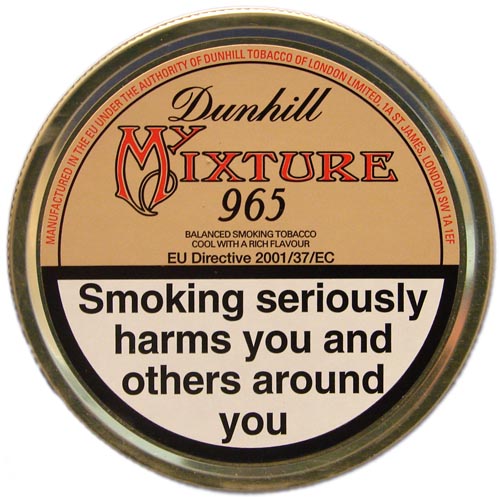 MANUFACTURED IN THE EU UNDER THE AUTHORITY OF DUNHILL TOBACCO OF LONDON LIMITED, 1A ST JAMES, LONDON SW 1A 1EF
Dunhill
My Mixture
965
BALANCED SMOKING TOBACCO
COOL WITH A RICH FLAVOUR
EU Directive 2001/37/EC
Smoking seriously
harms you and
others around
you